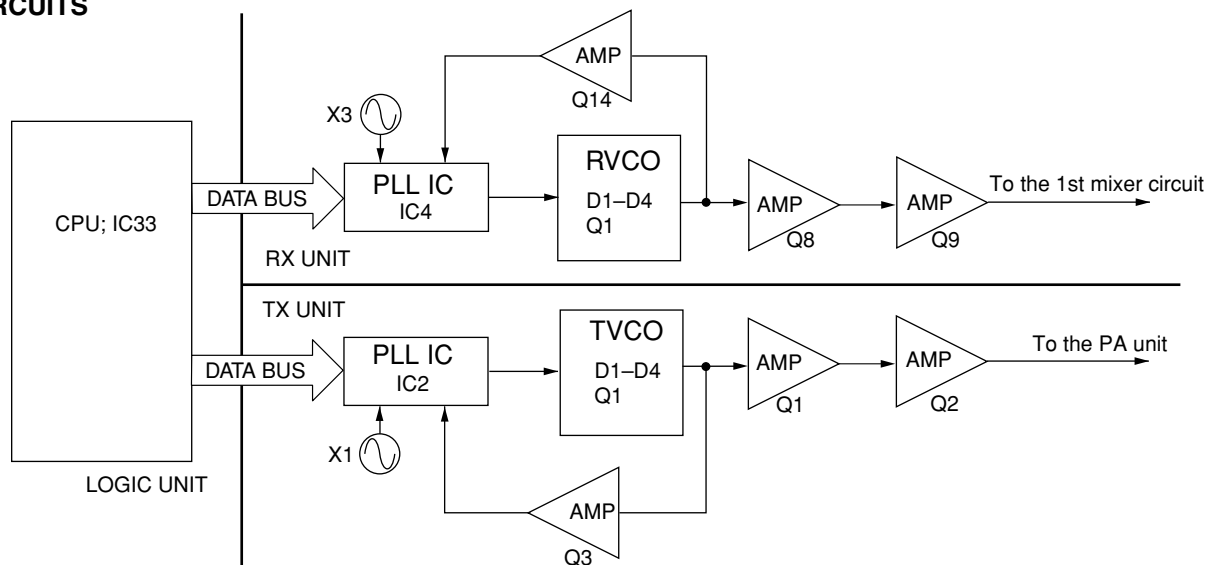 RCUITS
CPU; IC33
LOGIC UNIT
DATA BUS
X3
PLL IC
IC4
RX UNIT
AMP
Q14
RVCO
D1–D4
Q1
AMP
Q8
AMP
Q9
To the 1st mixer circuit
TX UNIT
DATA BUS
PLL IC
IC2
X1
TVCO
D1–D4
Q1
AMP
Q3
AMP
Q1
AMP
Q2
To the PA unit